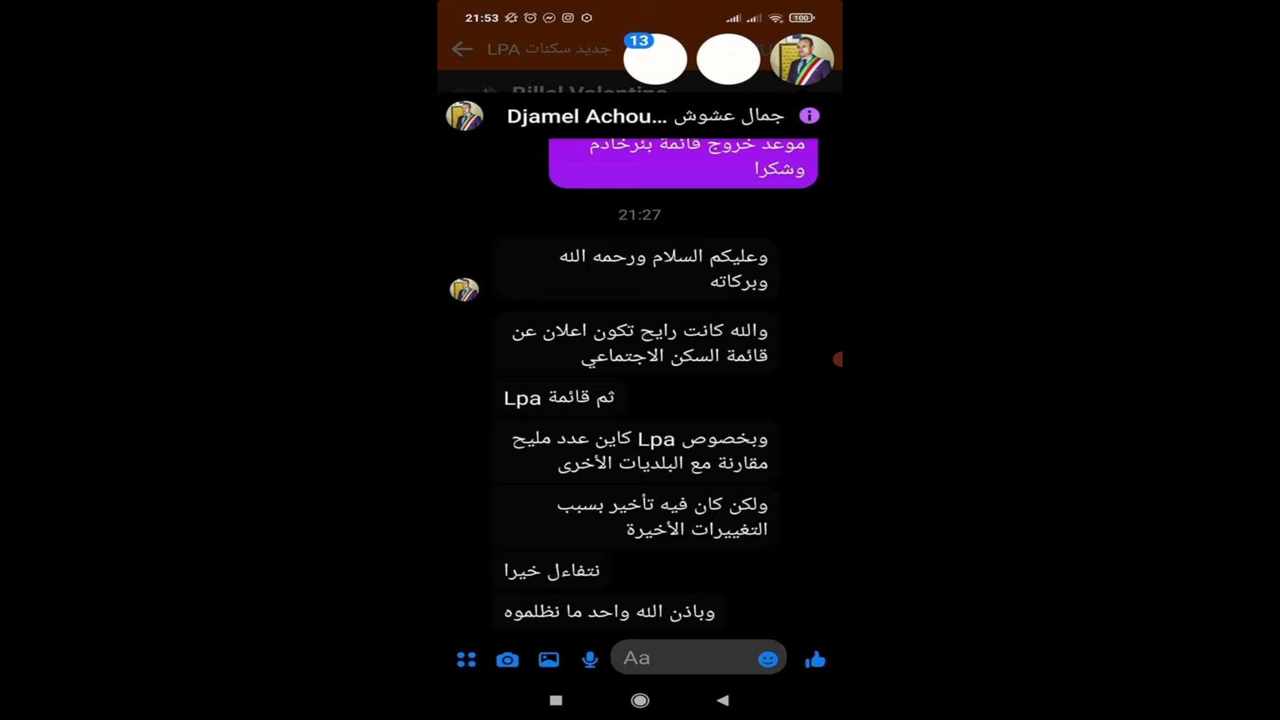 21:53
100
جديد سكنات LPA
13
Djamel Achou... جمال عشوش
موعد خروج قائمة بئرخادم
وشكرا
21:27
وعليكم السلام ورحمه الله
وبركاته
والله كانت رايح تكون اعلان عن
قائمة السكن الاجتماعي
ثم قائمة Lpa
وبخصوص Lpa كاين عدد مليح
مقارنة مع البلديات الأخرى
ولكن كان فيه تأخير بسبب
التغييرات الأخيرة
نتفاءل خيرا
وباذن الله واحد ما نظلموه
Aa